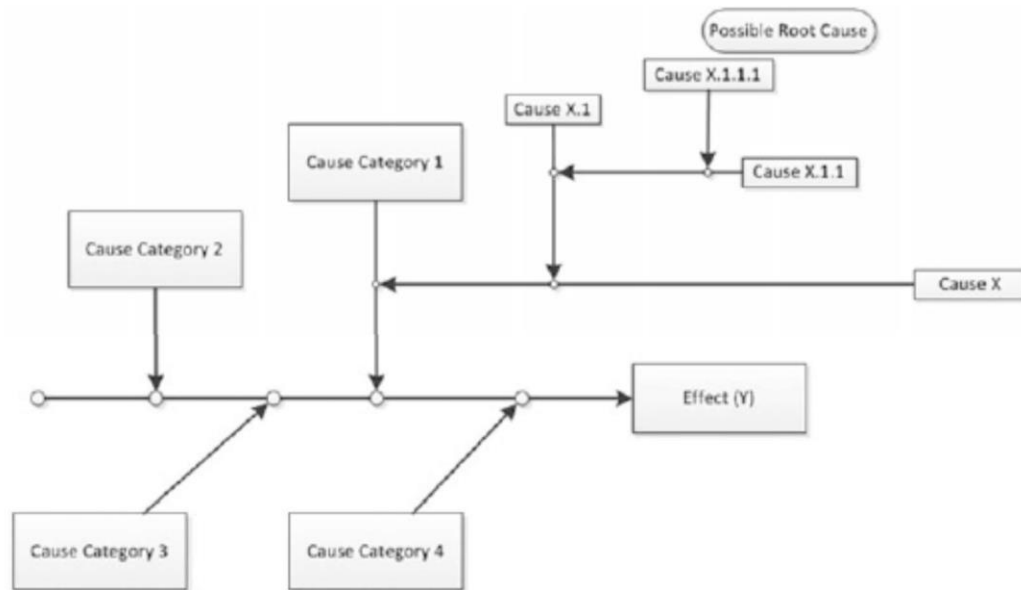 Possible Root Cause
Cause X.1.1.1
Cause X.1
Cause Category 1
Cause X.1.1
Cause Category 2
Cause X
Effect (Y)
Cause Category 3
Cause Category 4